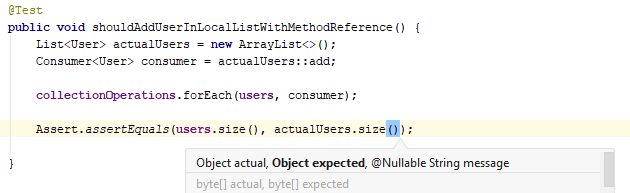 @Test
public void shouldAddUserInLocalListWithMethodReference() {
List<User> actualUsers = new ArrayList<>();
Consumer<User> consumer = actualUsers::add;
collectionOperations.forEach(users, consumer);
Assert.assertEquals(users.size(), actualUsers.size());
Object actual, Object expected, @Nullable String message
byte[] actual, byte[] expected
}